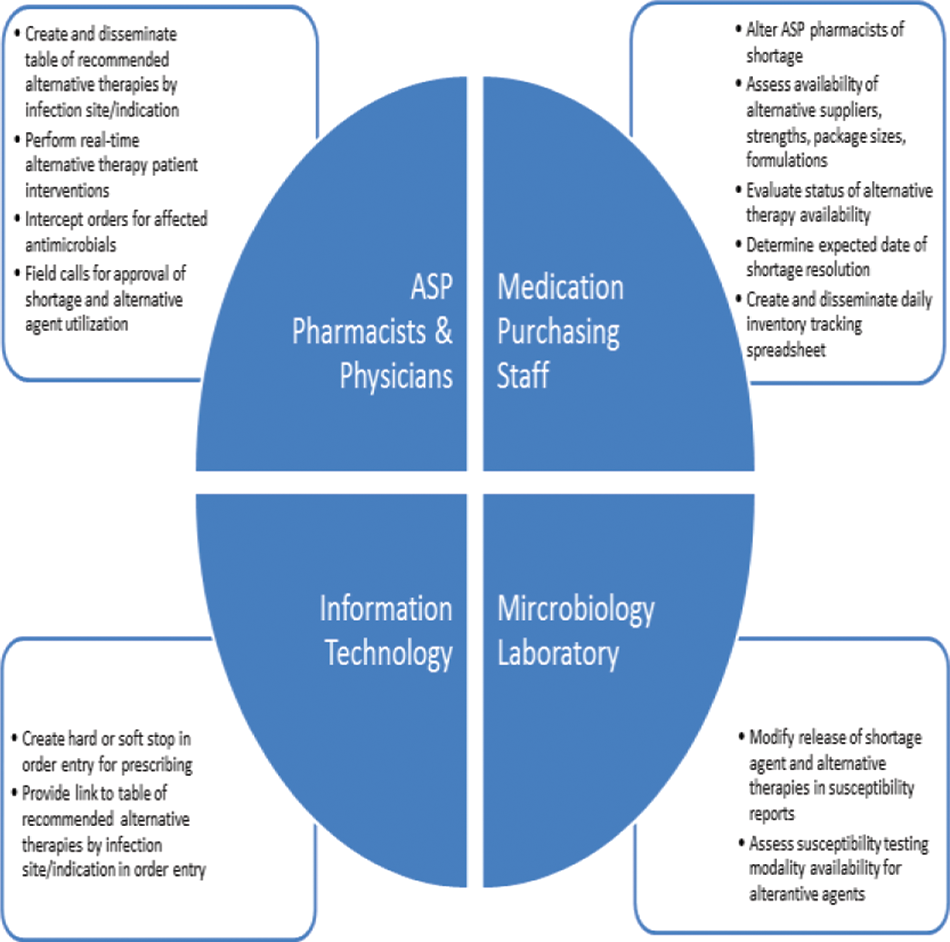 • Create and disseminate
table of recommended
alternative therapies by
infection site/indication
• Perform real-time
alternative therapy patient
interventions
• Intercept orders for affected
antimicrobials
• Field calls for approval of
shortage and alternative
agent utilization
• Alter ASP pharmacists of
shortage
• Assess availability of
alternative suppliers,
strengths, package sizes,
formulations
• Evaluate status of alternative
therapy availability
• Determine expected date of
shortage resolution
• Create and disseminate daily
inventory tracking
spreadsheet
ASP
Pharmacists &
Physicians
Medication
Purchasing
Staff
Information
Technology
Mircrobiology
Laboratory
• Create hard or soft stop in
order entry for prescribing
• Provide link to table of
recommended alternative
therapies by infection
site/indication in order entry
• Modify release of shortage
agent and alternative
therapies in susceptibility
reports
• Assess susceptibility testing
modality availability for
alterantive agents